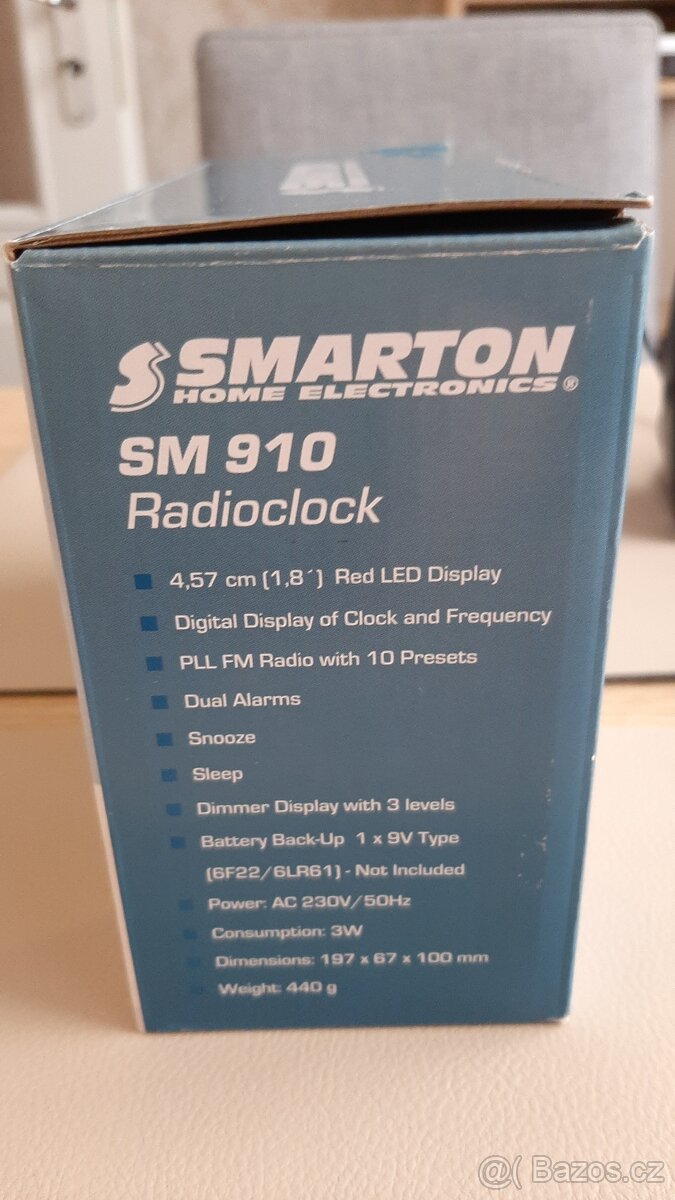 SMARTON
HOME ELECTRONICS®
SM 910
Radioclock
4,57 cm (1,8´) Red LED Display
Digital Display of Clock and Frequency
PLL FM Radio with 10 Presets
Dual Alarms
Snooze
Sleep
Dimmer Display with 3 levels
Battery Back-Up 1 x 9V Type
(6F22/6LR61) - Not Included
Power: AC 230V/50Hz
Consumption: 3W
Dimensions: 197 x 67 x 100 mm
Weight: 440 g
@( Bazos.cz